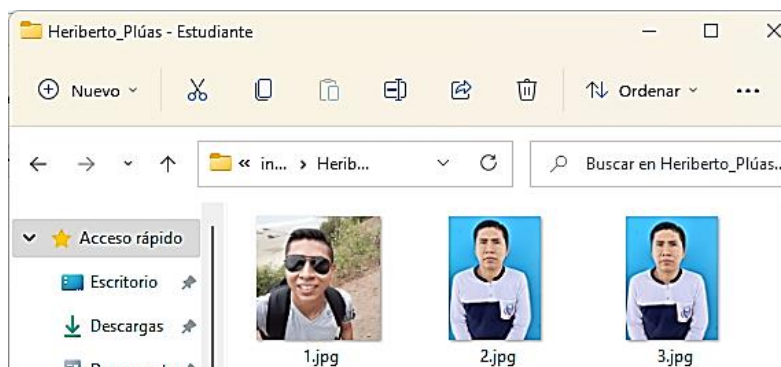 Heriberto_Plúas - Estudiante
Nuevo
Ordenar
« in... > Herib...
Buscar en Heriberto_Plúas...
Acceso rápido
Escritorio
Descargas
1.jpg
2.jpg
3.jpg